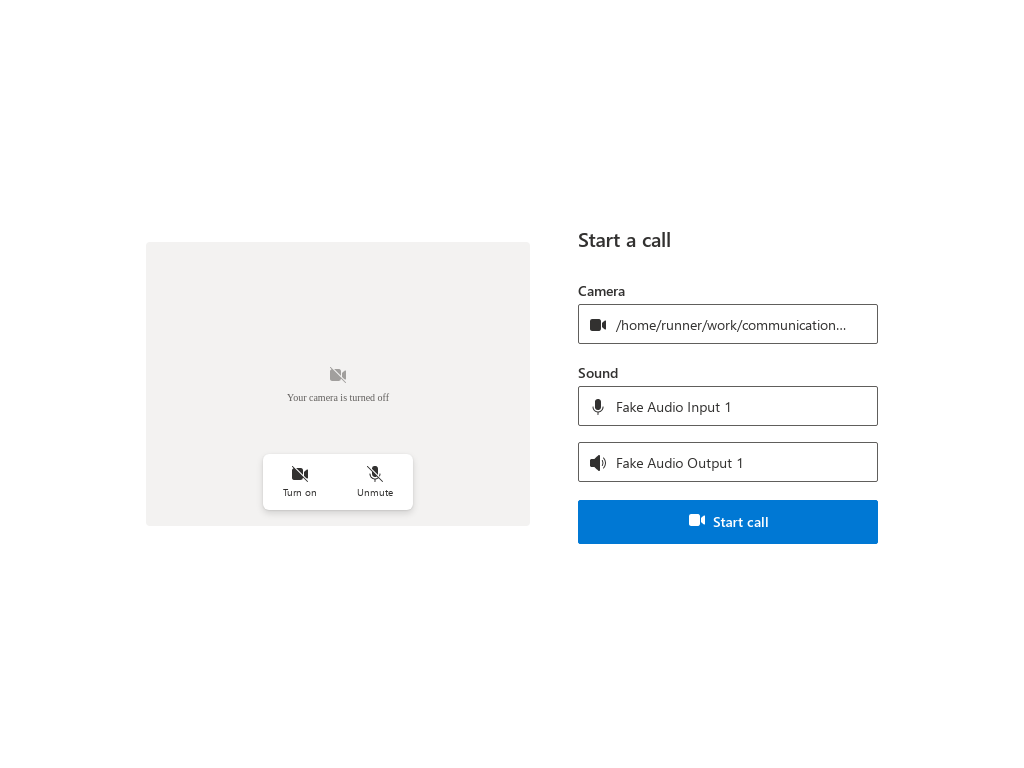 Start a call
Camera
/home/runner/work/communication...
Sound
Fake Audio Input 1
Fake Audio Output 1
Start call
Your camera is turned off
Turn on
Unmute